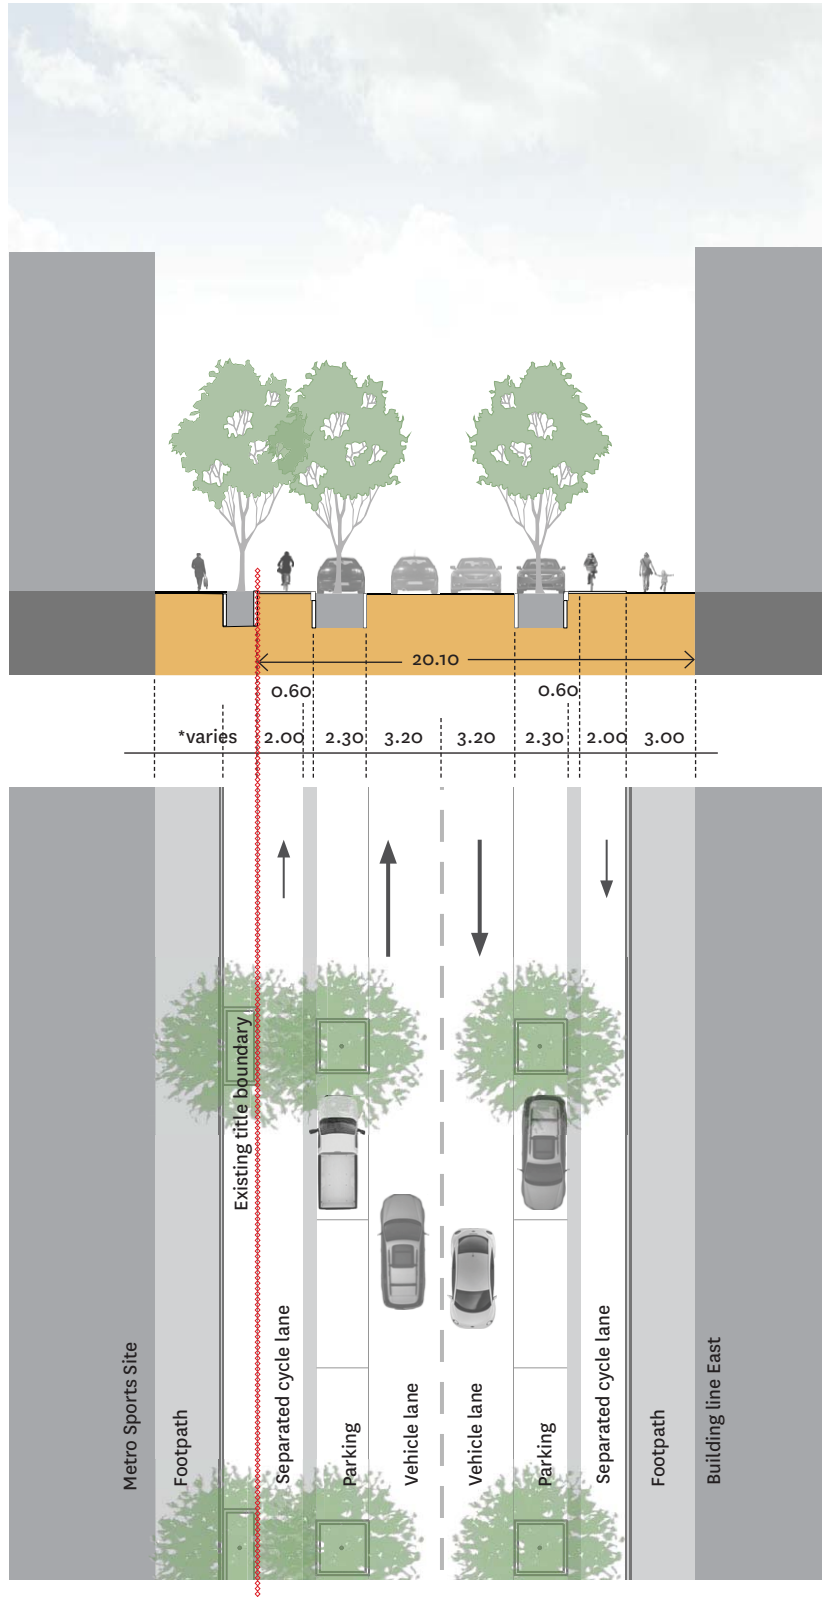 20.10
0.60
0.60
*varies
2.00
2.30
3.20
3.20
2.30
2.00
3.00
Existing title boundary
Metro Sports Site
Footpath
Separated cycle lane
Parking
Vehicle lane
Vehicle lane
Parking
Separated cycle lane
Footpath
Building line East